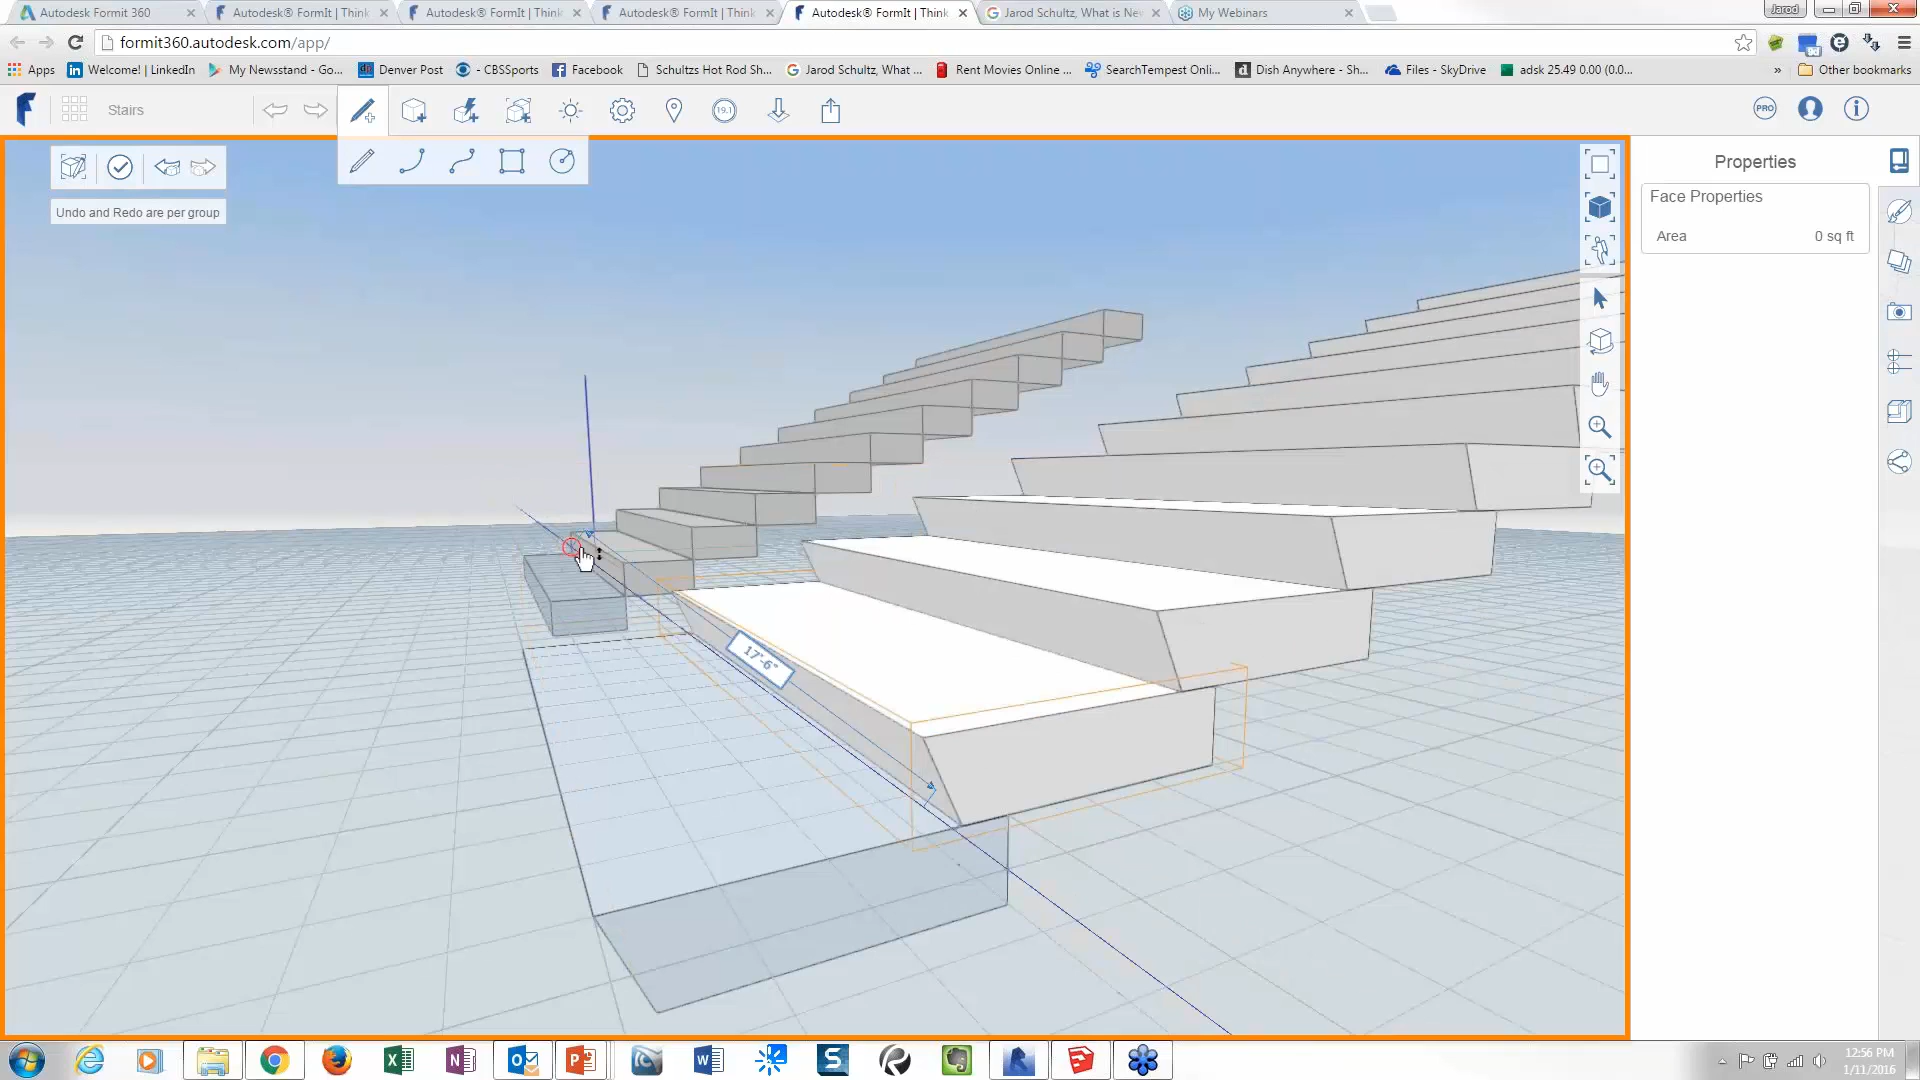 Autodesk Formit 360
Autodesk® FormIt | Think
Autodesk® FormIt | Think
Autodesk® FormIt | Think
Autodesk® FormIt | Think
Jarod Schultz, What is Nev
My Webinars
Jarod
formit360.autodesk.com/app/
Apps
Welcome! | LinkedIn
My Newsstand - Go...
Denver Post
- CBSSports
Facebook
Schultzs Hot Rod Sh...
Jarod Schultz, What ...
Rent Movies Online ...
SearchTempest Onli...
Dish Anywhere - Sh...
Files - SkyDrive
adsk 25.49 0.00 (0.0...
»
Other bookmarks
Stairs
19.1
PRO
Undo and Redo are per group
Properties
Face Properties
Area 0 sq ft
17'-6"
12:56 PM
1/11/2016